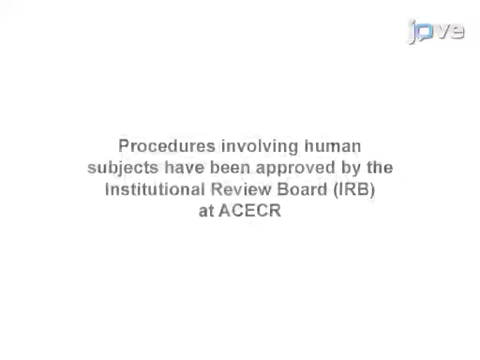 jove
Procedures involving human
subjects have been approved by the
Institutional Review Board (IRB)
at ACECR